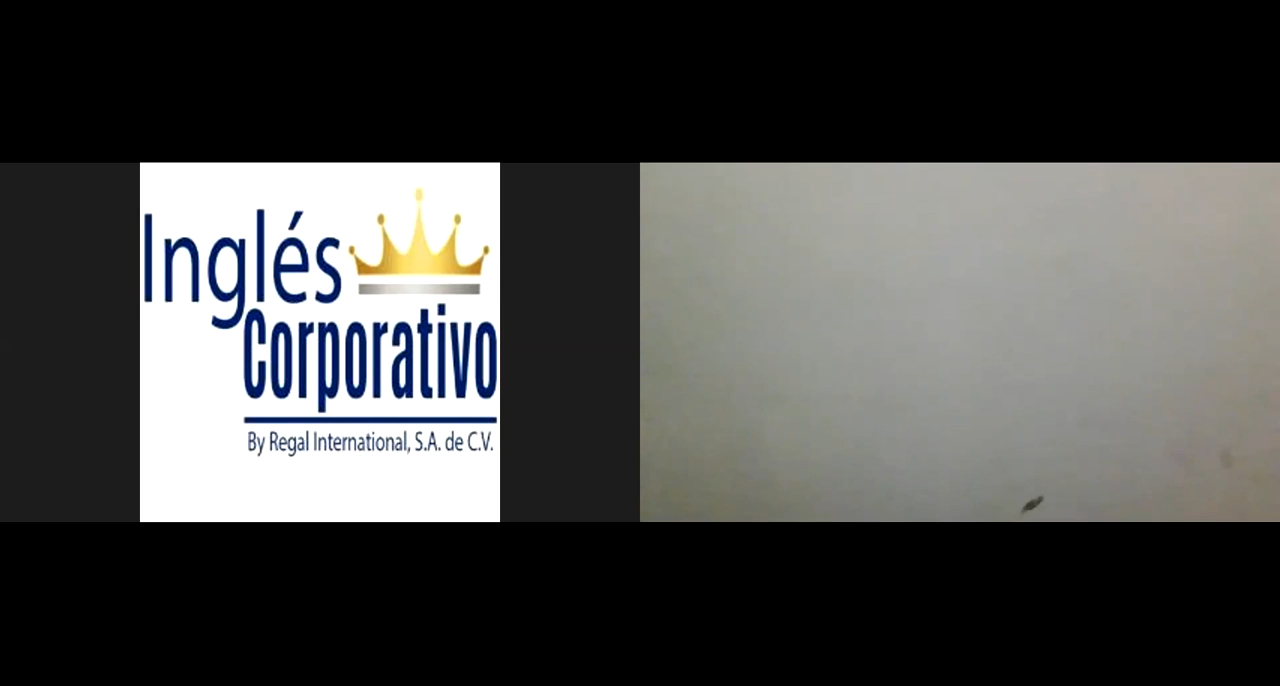 Inglés
Corporativo
By Regal International, S.A. de C.V.